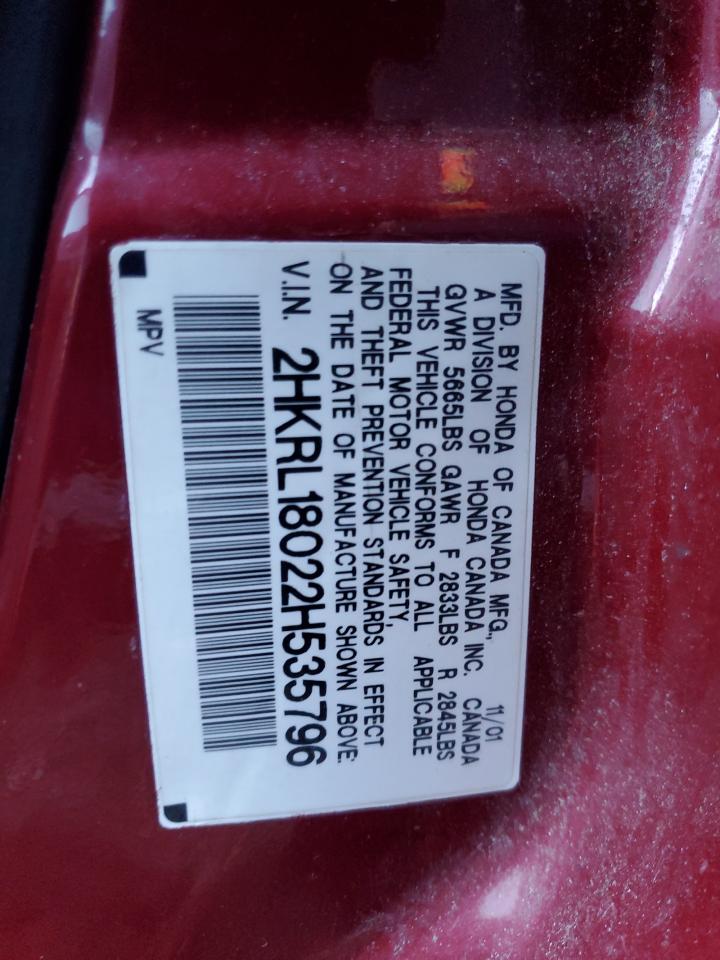 MFD. BY HONDA OF CANADA MFG., 11/01
A DIVISION OF HONDA CANADA INC. CANADA
GVWR 5665LBS GAWR F 2833LBS R 2845LBS
THIS VEHICLE CONFORMS TO ALL APPLICABLE
FEDERAL MOTOR VEHICLE SAFETY,
AND THEFT PREVENTION STANDARDS IN EFFECT
ON THE DATE OF MANUFACTURE SHOWN ABOVE:
V.I.N. 2HKRL18022H535796
MPV